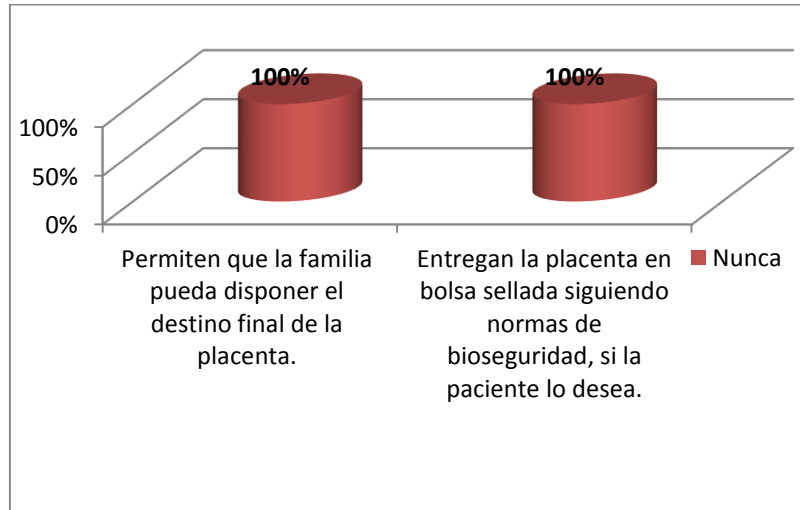 100%
100%
100%
50%
0%
Permiten que la familia
pueda disponer el
destino final de la
placenta.
Entregan la placenta en
bolsa sellada siguiendo
normas de
bioseguridad, si la
paciente lo desea.
Nunca